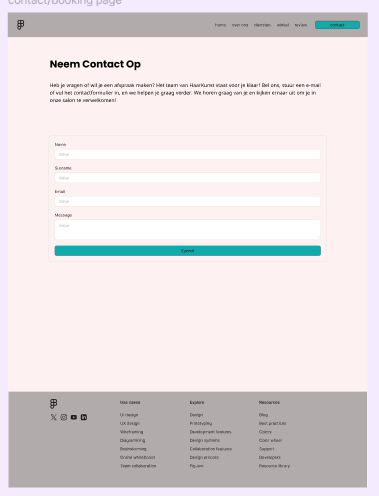 contact/booking page
home over ons diensten winkel review contact
Neem Contact Op
Heb je vragen of wil je een afspraak maken? Het team van HaarKunst staat voor je klaar! Bel ons, stuur een e-mail
of vul het contactformulier in, en we helpen je graag verder. We horen graag van je en kijken ernaar uit om je in
onze salon te verwelkomen!
Name
Value
Surname
Value
Email
Value
Message
Value
Submit
Use cases
UI design
UX design
Wireframing
Diagramming
Brainstorming
Online whiteboard
Team collaboration
Explore
Design
Prototyping
Development features
Design systems
Collaboration features
Design process
FigJam
Resources
Blog
Best practices
Colors
Color wheel
Support
Developers
Resource library